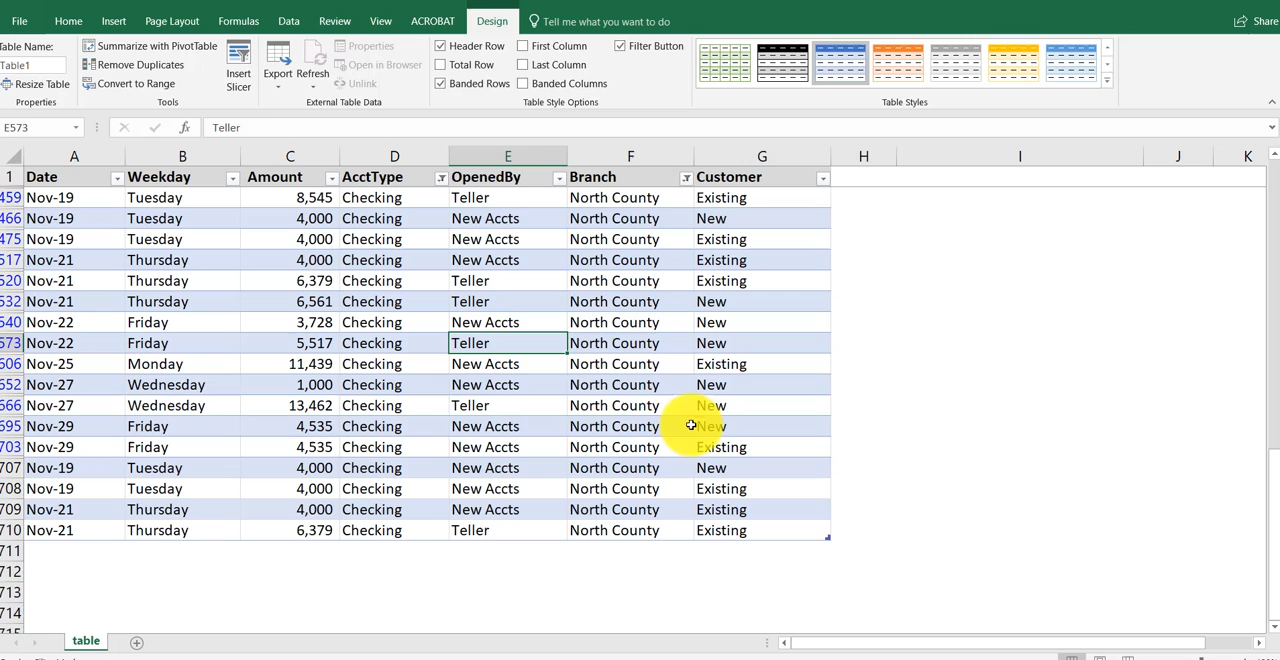 File Home Insert Page Layout Formulas Data Review View ACROBAT Design Tell me what you want to do Share
Table Name: Summarize with PivotTable Properties Header Row First Column Filter Button
Table1 Remove Duplic Open in Browser Total Row Last Column
Resize Table Convert to Range Insert Slicer Export Refresh Unlink Banded Rows Banded Columns
Properties Tools External Table Data Table Style Options Table Styles
E573 fx Teller
A B C D E F G H I J K
1 Date Weekday Amount AcctType OpenedBy Branch Customer
459 Nov-19 Tuesday 8,545 Checking Teller North County Existing
466 Nov-19 Tuesday 4,000 Checking New Accts North County New
475 Nov-19 Tuesday 4,000 Checking New Accts North County Existing
517 Nov-21 Thursday 4,000 Checking New Accts North County Existing
520 Nov-21 Thursday 6,379 Checking Teller North County Existing
532 Nov-21 Thursday 6,561 Checking Teller North County New
540 Nov-22 Friday 3,728 Checking New Accts North County New
573 Nov-22 Friday 5,517 Checking Teller North County New
606 Nov-25 Monday 11,439 Checking New Accts North County Existing
652 Nov-27 Wednesday 1,000 Checking New Accts North County New
666 Nov-27 Wednesday 13,462 Checking Teller North County New
695 Nov-29 Friday 4,535 Checking New Accts North County New
703 Nov-29 Friday 4,535 Checking New Accts North County Existing
707 Nov-19 Tuesday 4,000 Checking New Accts North County New
708 Nov-19 Tuesday 4,000 Checking New Accts North County Existing
709 Nov-21 Thursday 4,000 Checking New Accts North County Existing
710 Nov-21 Thursday 6,379 Checking Teller North County Existing
711
712
713
714
715
table